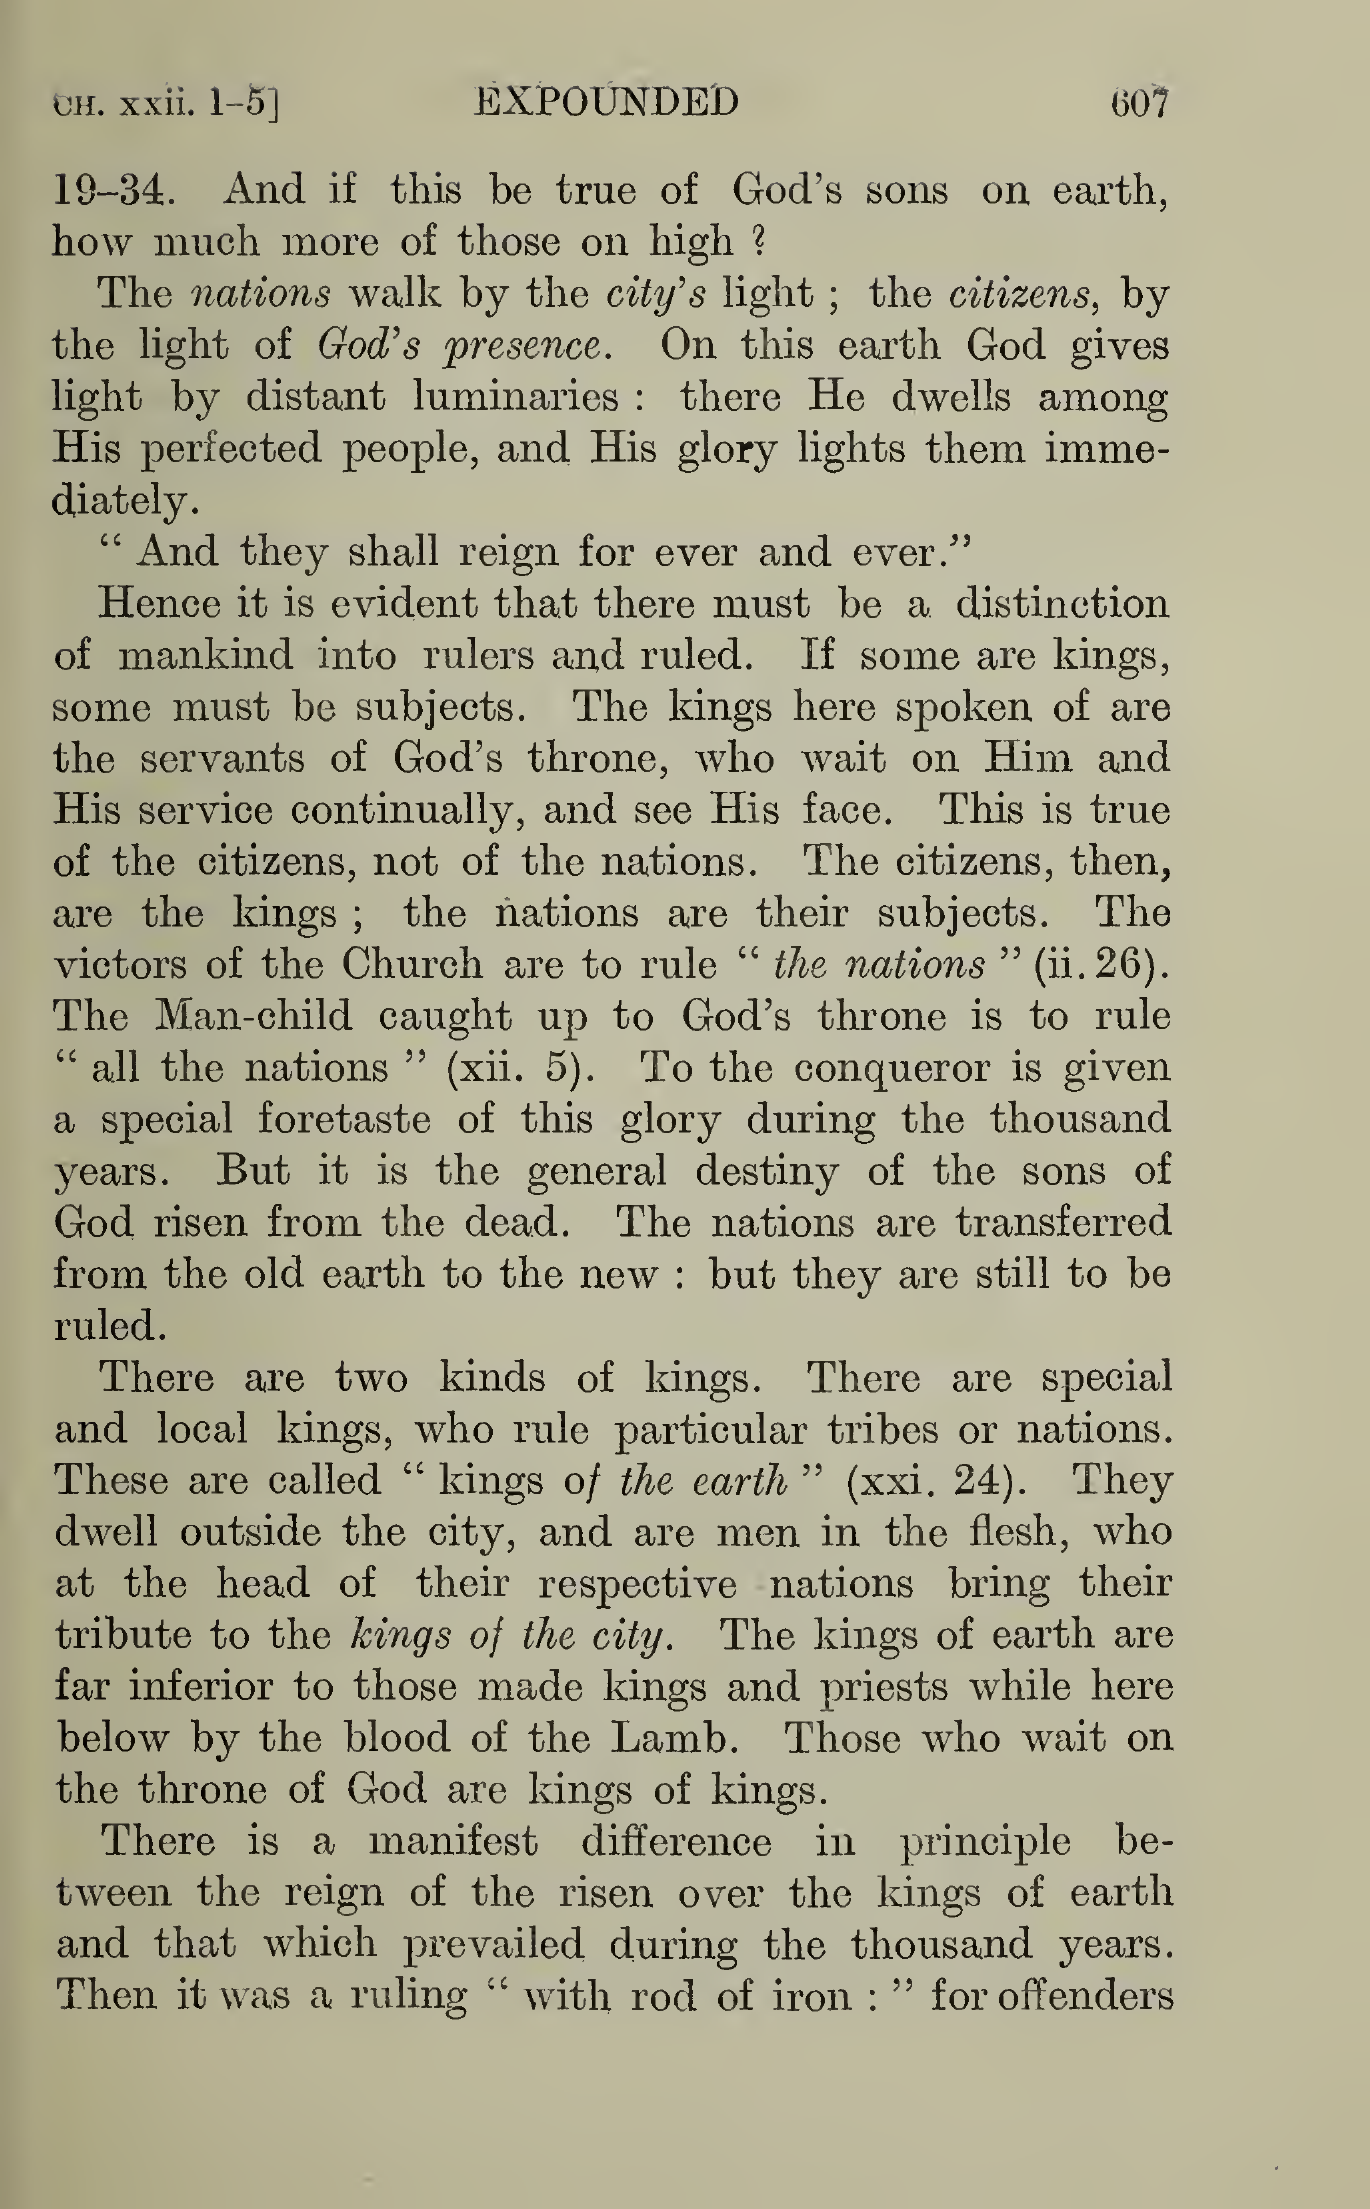 CH. xxii. 1–5] EXPOUNDED 607
19–34. And if this be true of God's sons on earth,
how much more of those on high ?
The nations walk by the city's light ; the citizens, by
the light of God's presence. On this earth God gives
light by distant luminaries : there He dwells among
His perfected people, and His glory lights them imme-
diately.
“ And they shall reign for ever and ever.”
Hence it is evident that there must be a distinction
of mankind into rulers and ruled. If some are kings,
some must be subjects. The kings here spoken of are
the servants of God's throne, who wait on Him and
His service continually, and see His face. This is true
of the citizens, not of the nations. The citizens, then,
are the kings ; the nations are their subjects. The
victors of the Church are to rule “ the nations ” (ii. 26).
The Man-child caught up to God's throne is to rule
“ all the nations ” (xii. 5). To the conqueror is given
a special foretaste of this glory during the thousand
years. But it is the general destiny of the sons of
God risen from the dead. The nations are transferred
from the old earth to the new : but they are still to be
ruled.
There are two kinds of kings. There are special
and local kings, who rule particular tribes or nations.
These are called “ kings of the earth ” (xxi. 24). They
dwell outside the city, and are men in the flesh, who
at the head of their respective nations bring their
tribute to the kings of the city. The kings of earth are
far inferior to those made kings and priests while here
below by the blood of the Lamb. Those who wait on
the throne of God are kings of kings.
There is a manifest difference in principle be-
tween the reign of the risen over the kings of earth
and that which prevailed during the thousand years.
Then it was a ruling “ with rod of iron : ” for offenders